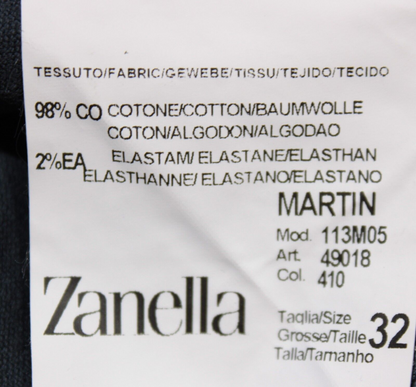 TESSUTO/FABRIC/GEWEBE/TISSU/TEJIDO/TECIDO
98% CO COTONE/COTTON/BAUMWOLLE
COTON/ALGODON/ALGODAO
2%EA ELASTAM/ ELASTANE/ELASTHAN
ELASTHANNE/ ELASTANO/ELASTANO
MARTIN
Mod. 113M05
Art. 49018
Col. 410
Zanella
Taglia/Size
Grosse/Taille 32
Talla/Tamanho